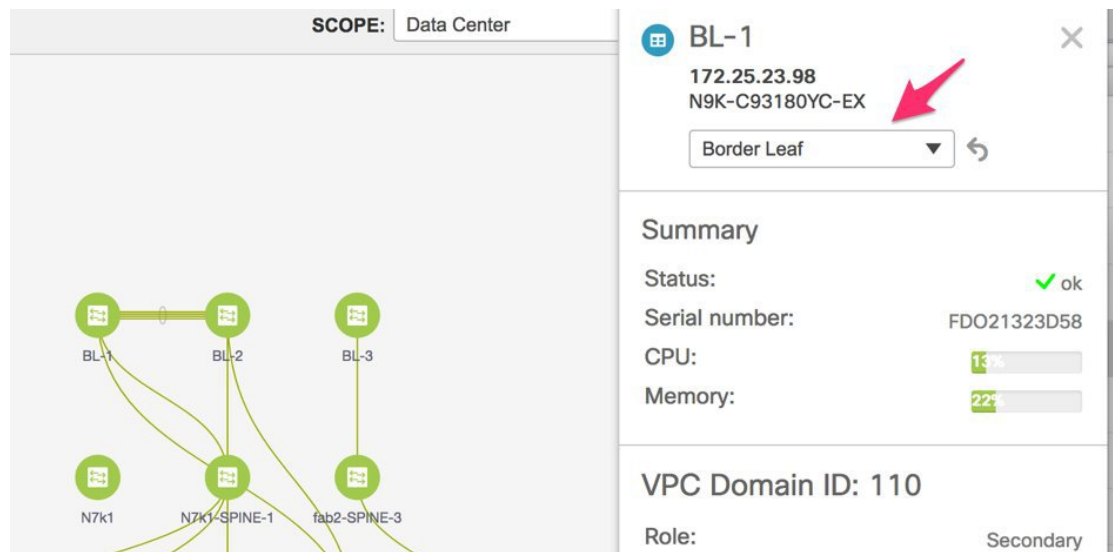 SCOPE: Data Center
BL-1
172.25.23.98
N9K-C93180YC-EX
Border Leaf
Summary
Status: ok
Serial number: FDO21323D58
CPU: 13%
Memory: 22%
VPC Domain ID: 110
Role: Secondary
BL-1 BL-2 BL-3
N7k1 N7k1-SPINE-1 fab2-SPINE-3